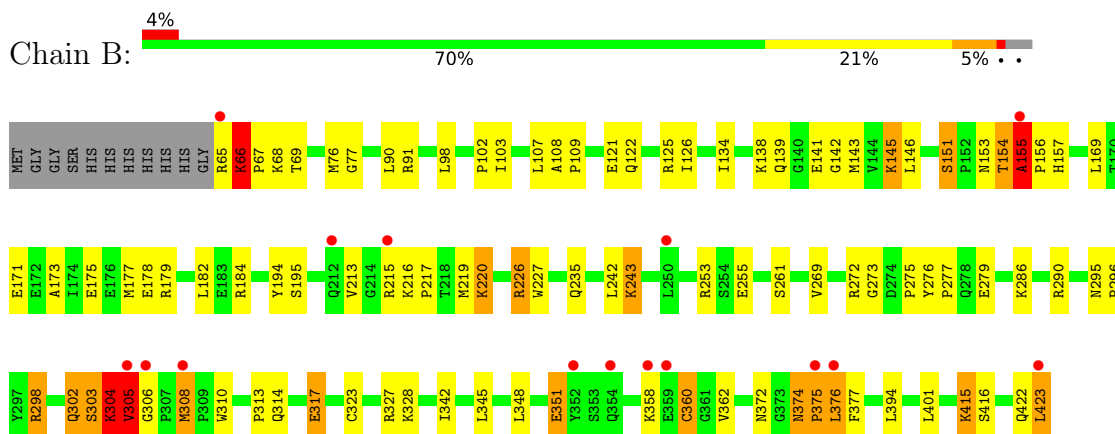 4%
Chain B:
70% 21% 5% • •
MET GLY GLY SER HIS HIS HIS HIS HIS HIS GLY R65 K66 P67 K68 T69 M76 G77 L90 R91 L98 P102 I103 L107 A108 P109 E121 Q122 R125 I126 I134 K138 Q139 G140 E141 G142 M143 V144 K145 L146 S151 P152 N153 T154 A155 P156 H157 L169 T170
E171 E172 A173 I174 E175 E176 M177 E178 R179 L182 E183 R184 Y194 S195 Q212 V213 G214 R215 K216 P217 T218 M219 K220 R226 W227 Q235 L242 K243 L250 R253 S254 E255 S261 V269 R272 G273 D274 P275 Y276 P277 Q278 E279 K286 R290 N295 P296
Y297 R298 Q302 S303 K304 V305 G306 P307 M308 P309 W310 P313 Q314 E317 C323 R327 K328 I342 L345 L348 E351 Y352 S353 Q354 K358 E359 C360 G361 V362 N372 G373 N374 P375 L376 F377 L394 L401 K415 S416 Q422 L423